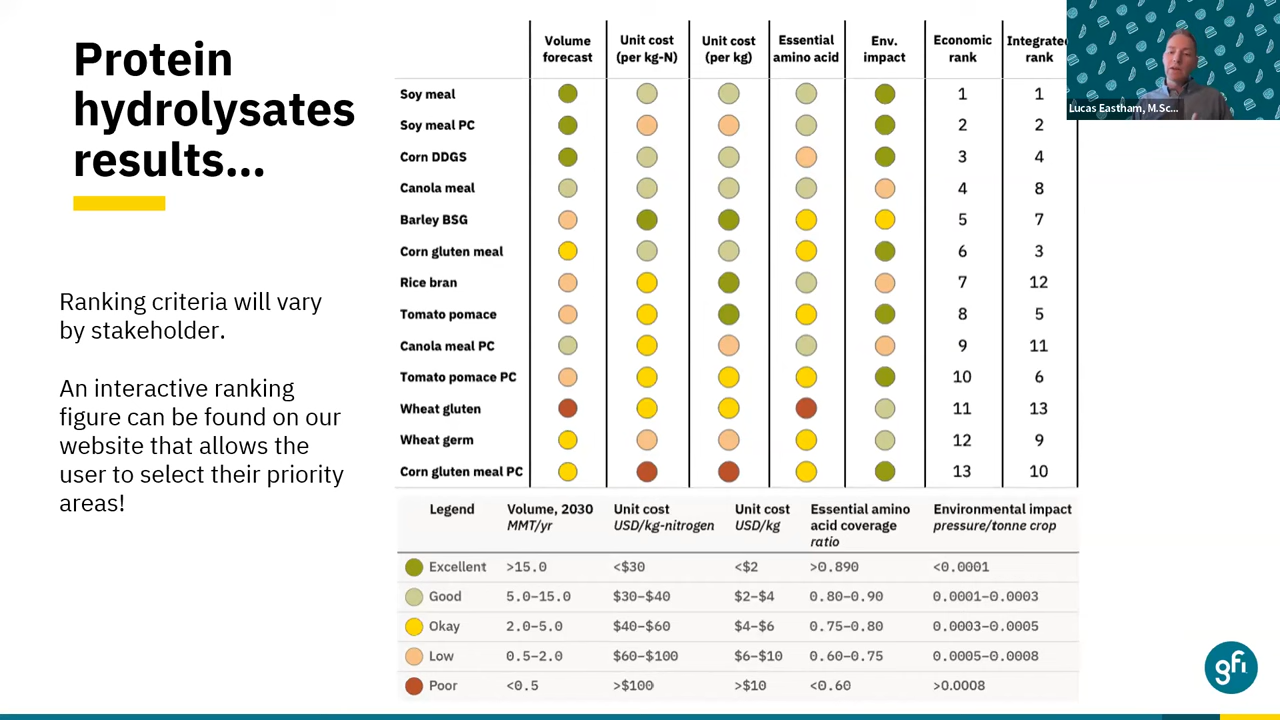 Protein
hydrolysates
results...
Ranking criteria will vary
by stakeholder.
An interactive ranking
figure can be found on our
website that allows the
user to select their priority
areas!
Volume forecast Unit cost (per kg-N) Unit cost (per kg) Essential amino acid Env. impact Economic rank Integrated rank
Soy meal 1 1
Soy meal PC 2 2
Corn DDGS 3 4
Canola meal 4 8
Barley BSG 5 7
Corn gluten meal 6 3
Rice bran 7 12
Tomato pomace 8 5
Canola meal PC 9 11
Tomato pomace PC 10 6
Wheat gluten 11 13
Wheat germ 12 9
Corn gluten meal PC 13 10
Legend Volume, 2030 MMT/yr Unit cost USD/kg-nitrogen Unit cost USD/kg Essential amino acid coverage ratio Environmental impact pressure/tonne crop
Excellent >15.0 <$30 <$2 >0.890 <0.0001
Good 5.0–15.0 $30–$40 $2–$4 0.80–0.90 0.0001–0.0003
Okay 2.0–5.0 $40–$60 $4–$6 0.75–0.80 0.0003–0.0005
Low 0.5–2.0 $60–$100 $6–$10 0.60–0.75 0.0005–0.0008
Poor <0.5 >$100 >$10 <0.60 >0.0008
Lucas Eastham, M.Sc...
gfi